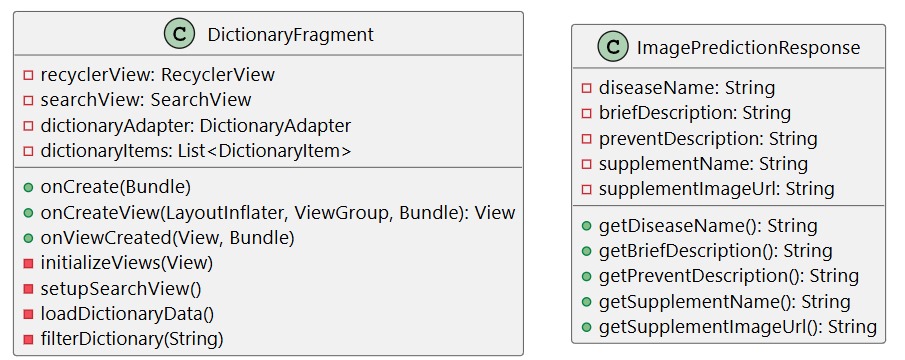 C DictionaryFragment
recyclerView: RecyclerView
searchView: SearchView
dictionaryAdapter: DictionaryAdapter
dictionaryItems: List<DictionaryItem>
onCreate(Bundle)
onCreateView(LayoutInflater, ViewGroup, Bundle): View
onViewCreated(View, Bundle)
initializeViews(View)
setupSearchView()
loadDictionaryData()
filterDictionary(String)
C ImagePredictionResponse
diseaseName: String
briefDescription: String
preventDescription: String
supplementName: String
supplementImageUrl: String
getDiseaseName(): String
getBriefDescription(): String
getPreventDescription(): String
getSupplementName(): String
getSupplementImageUrl(): String